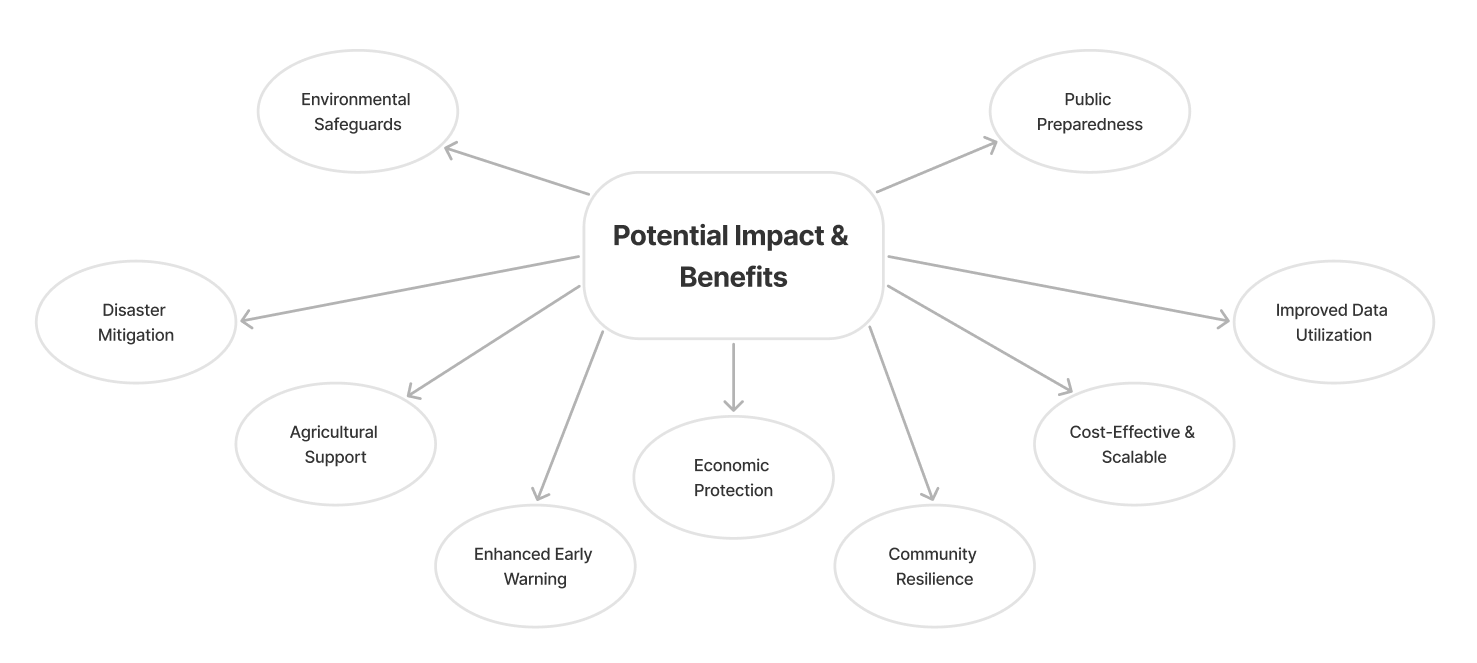 Environmental
Safeguards
Public
Preparedness
Potential Impact &
Benefits
Disaster
Mitigation
Improved Data
Utilization
Agricultural
Support
Cost-Effective &
Scalable
Economic
Protection
Enhanced Early
Warning
Community
Resilience